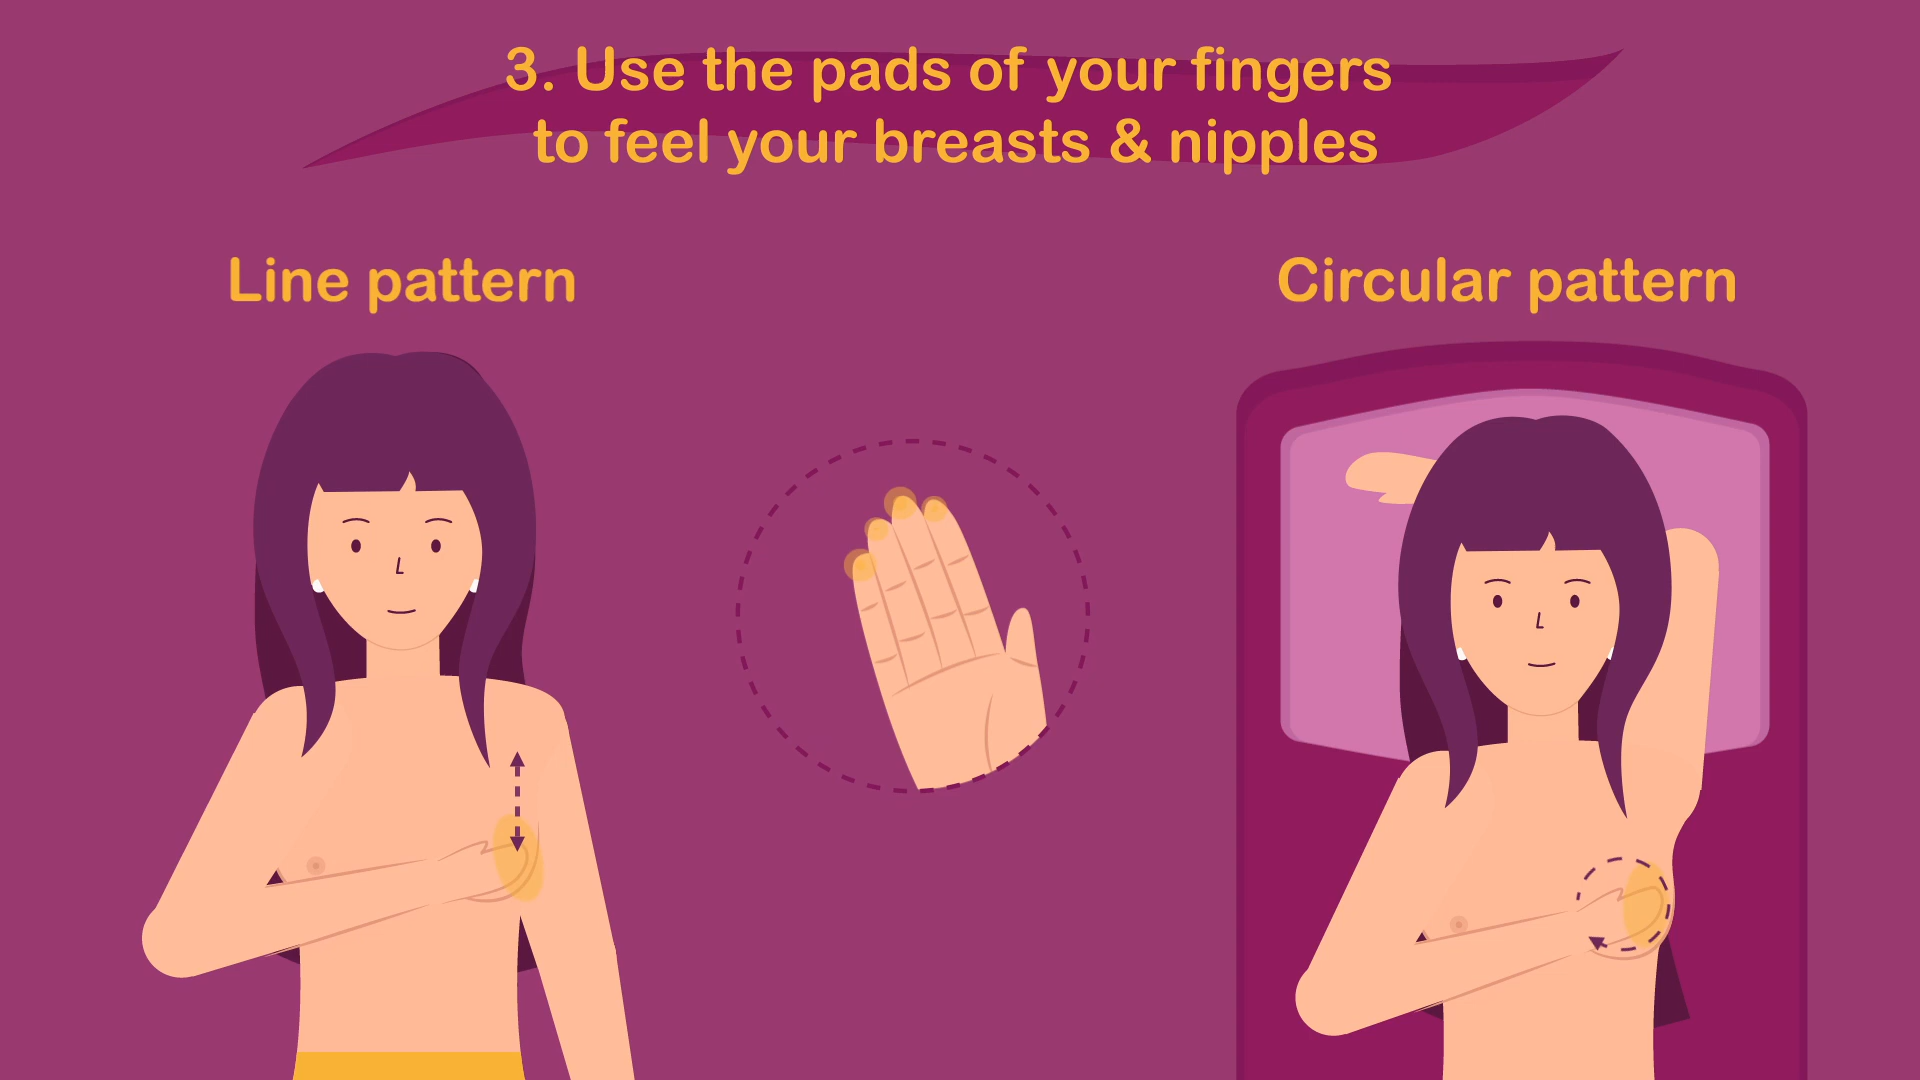 3. Use the pads of your fingers
to feel your breasts & nipples
Line pattern
Circular pattern